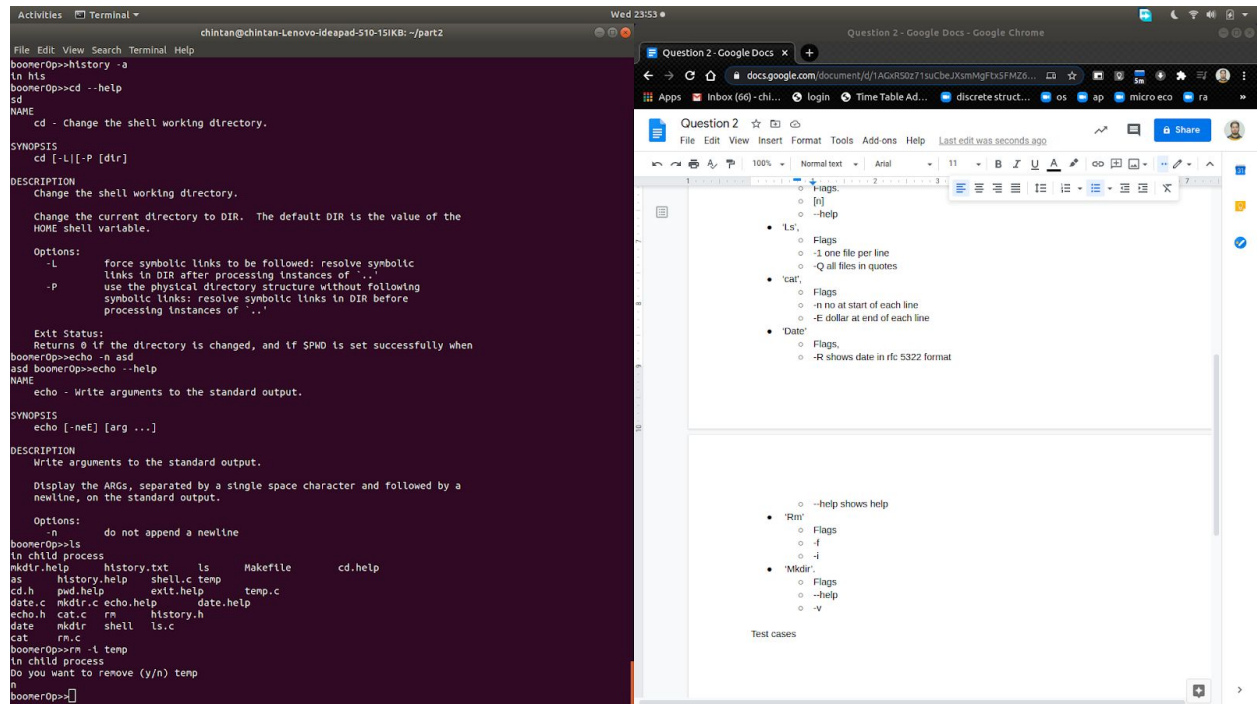 Activities Terminal Wed 23:53
chintan@chintan-Lenovo-ideapad-510-15IKB: ~/part2
File Edit View Search Terminal Help
boomerOp>>history -a
in his
boomerOp>>cd --help
sd
NAME
cd - Change the shell working directory.
SYNOPSIS
cd [-L|[-P [dir]
DESCRIPTION
Change the shell working directory.
Change the current directory to DIR. The default DIR is the value of the
HOME shell variable.
Options:
-L force symbolic links to be followed: resolve symbolic
links in DIR after processing instances of `..'
-P use the physical directory structure without following
symbolic links: resolve symbolic links in DIR before
processing instances of `..'
Exit Status:
Returns 0 if the directory is changed, and if $PWD is set successfully when
boomerOp>>echo -n asd
asd boomerOp>>echo --help
NAME
echo - Write arguments to the standard output.
SYNOPSIS
echo [-neE] [arg ...]
DESCRIPTION
Write arguments to the standard output.
Display the ARGs, separated by a single space character and followed by a
newline, on the standard output.
Options:
-n do not append a newline
boomerOp>>ls
in child process
mkdir.help history.txt ls Makefile cd.help
as history.help shell.c temp
cd.h pwd.help exit.help temp.c
date.c mkdir.c echo.help date.help
echo.h cat.c rm history.h
date mkdir shell ls.c
cat rm.c
boomerOp>>rm -i temp
in child process
Do you want to remove (y/n) temp
n
boomerOp>>
Question 2 - Google Docs - Google Chrome
Question 2 - Google Docs
docs.google.com/document/d/1AGxRS0z71suCbeJXsmMgFtxSFMZ6...
5m
Apps Inbox (66) - chi... login Time Table Ad... discrete struct... os ap micro eco ra
Question 2
File Edit View Insert Format Tools Add-ons Help Last edit was seconds ago
Share
100% Normal text Arial 11 B I U A
1 2 3 7
Flags.
[n]
--help
'Ls',
Flags
-1 one file per line
-Q all files in quotes
'cat',
Flags
-n no at start of each line
-E dollar at end of each line
'Date'
Flags,
-R shows date in rfc 5322 format
--help shows help
'Rm'
Flags
-f
-i
'Mkdir'.
Flags
--help
-v
Test cases